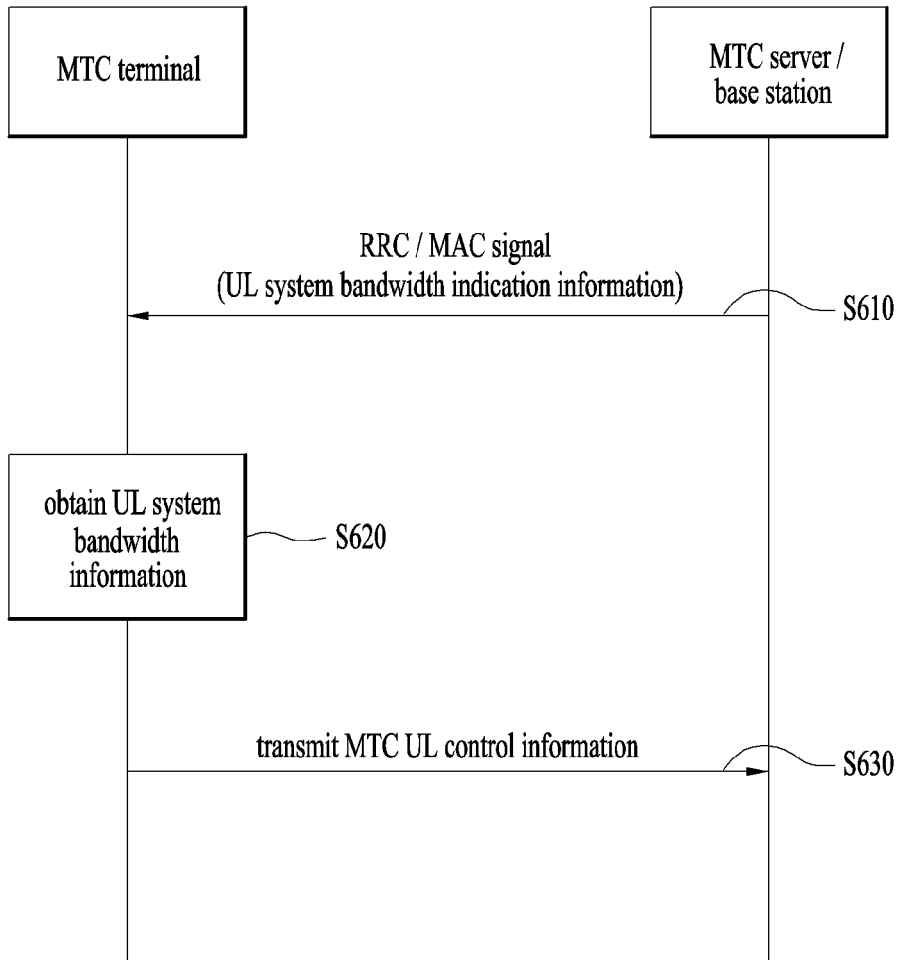 MTC terminal
MTC server /
base station
RRC / MAC signal
(UL system bandwidth indication information)
S610
obtain UL system
bandwidth
information
S620
transmit MTC UL control information
S630